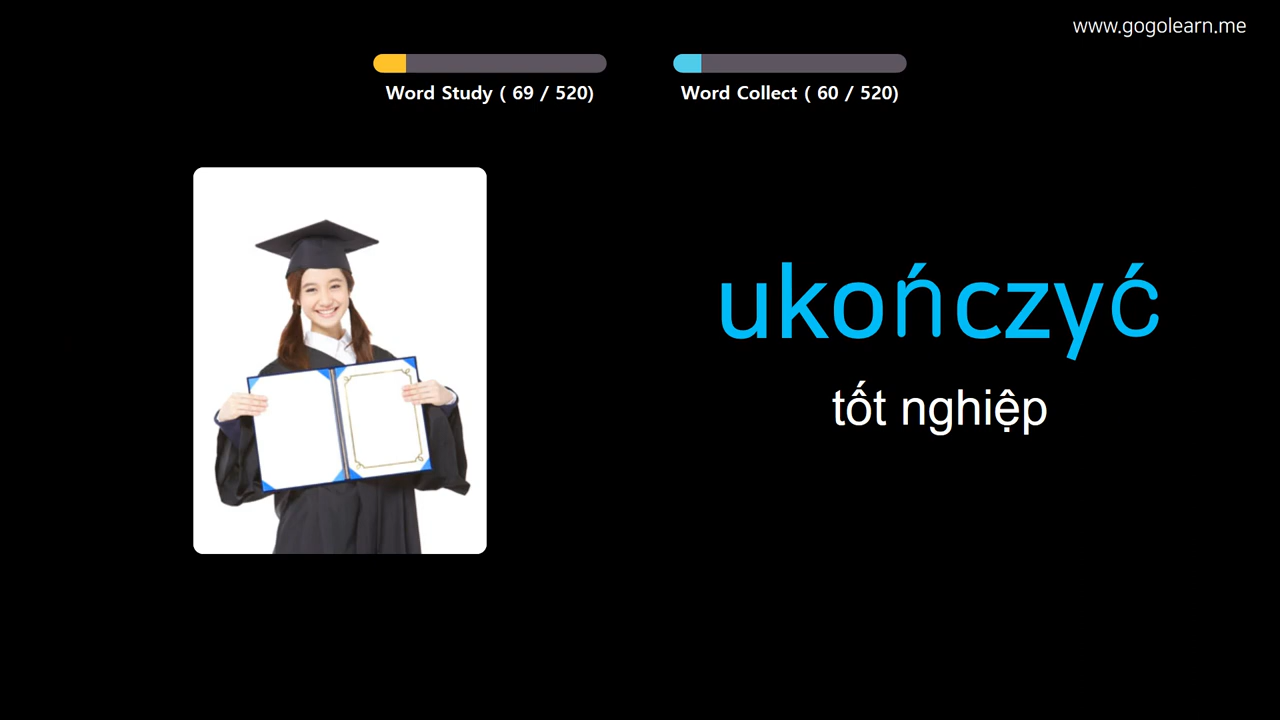 www.gogolearn.me
Word Study ( 69 / 520)
Word Collect ( 60 / 520)
ukończyć
tốt nghiệp